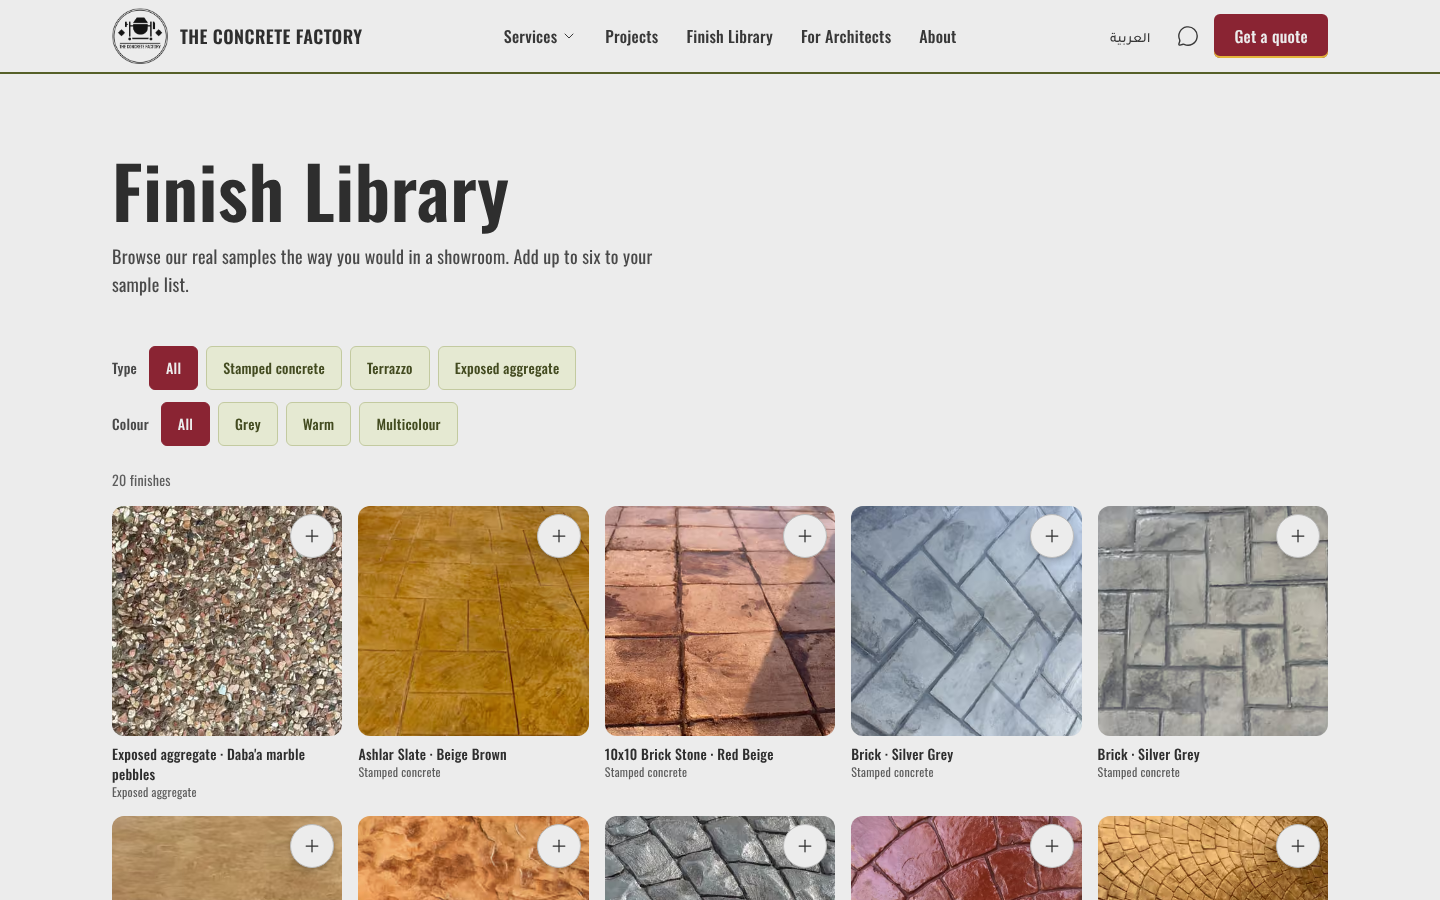 THE CONCRETE FACTORY
THE CONCRETE FACTORY
Services
Projects
Finish Library
For Architects
About
العربية
Get a quote
Finish Library
Browse our real samples the way you would in a showroom. Add up to six to your
sample list.
Type
All
Stamped concrete
Terrazzo
Exposed aggregate
Colour
All
Grey
Warm
Multicolour
20 finishes
Exposed aggregate · Daba'a marble
pebbles
Exposed aggregate
Ashlar Slate · Beige Brown
Stamped concrete
10x10 Brick Stone · Red Beige
Stamped concrete
Brick · Silver Grey
Stamped concrete
Brick · Silver Grey
Stamped concrete